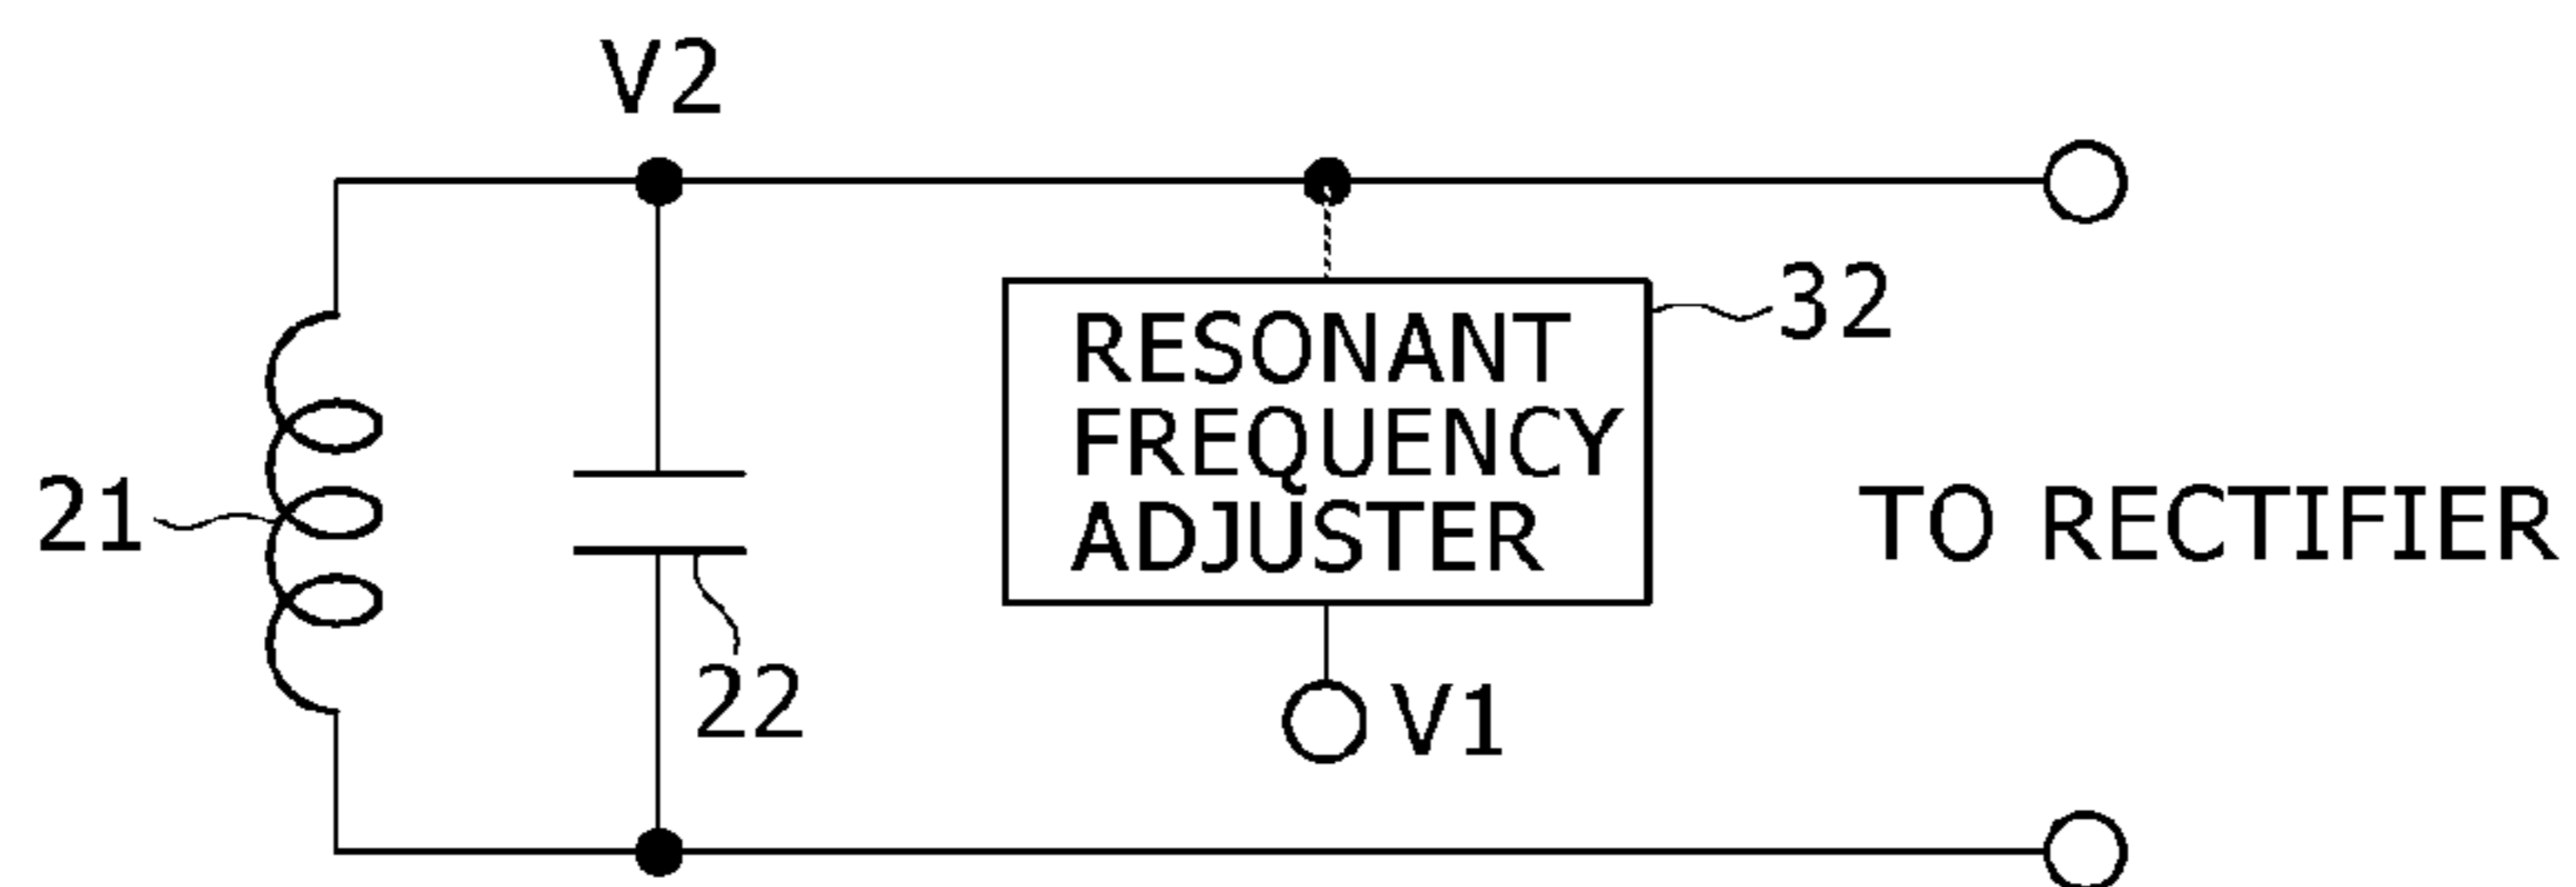 V2
32
RESONANT
FREQUENCY
ADJUSTER
21
TO RECTIFIER
22
V1